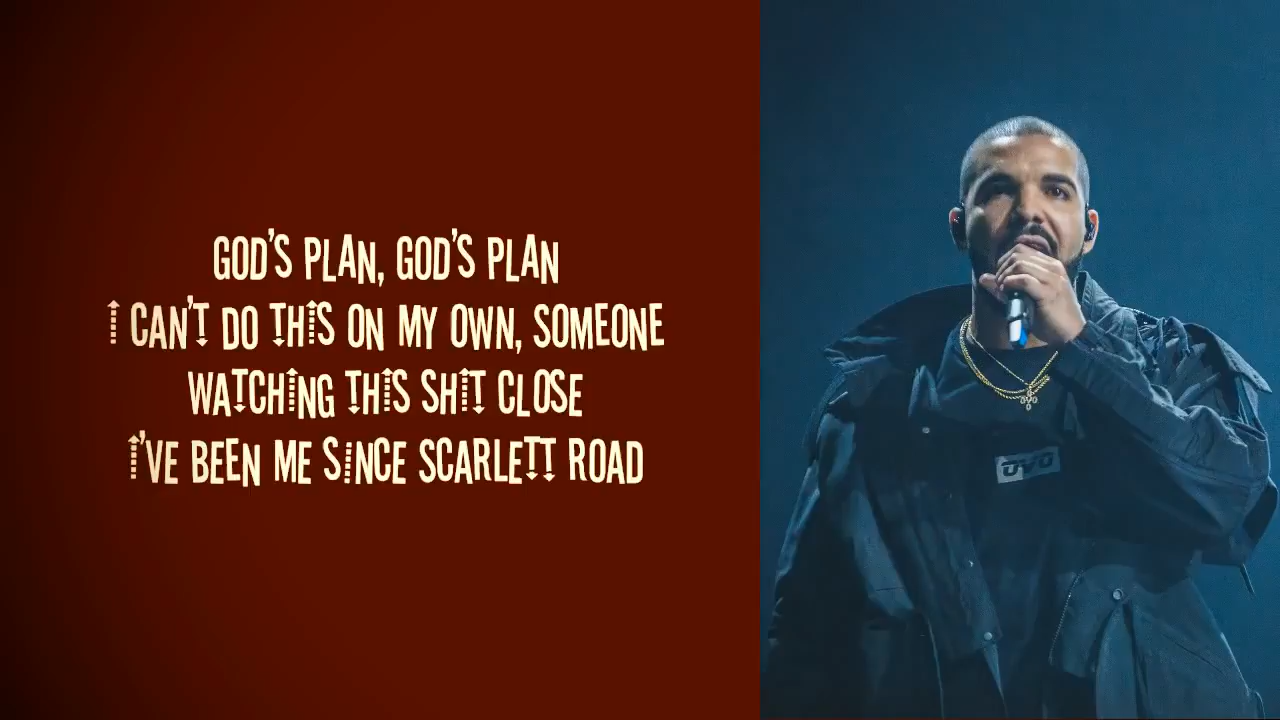 GOD'S PLAN, GOD'S PLAN
I CAN'T DO THIS ON MY OWN, SOMEONE
WATCHING THIS SHIT CLOSE
I'VE BEEN ME SINCE SCARLETT ROAD
OVO
OVO